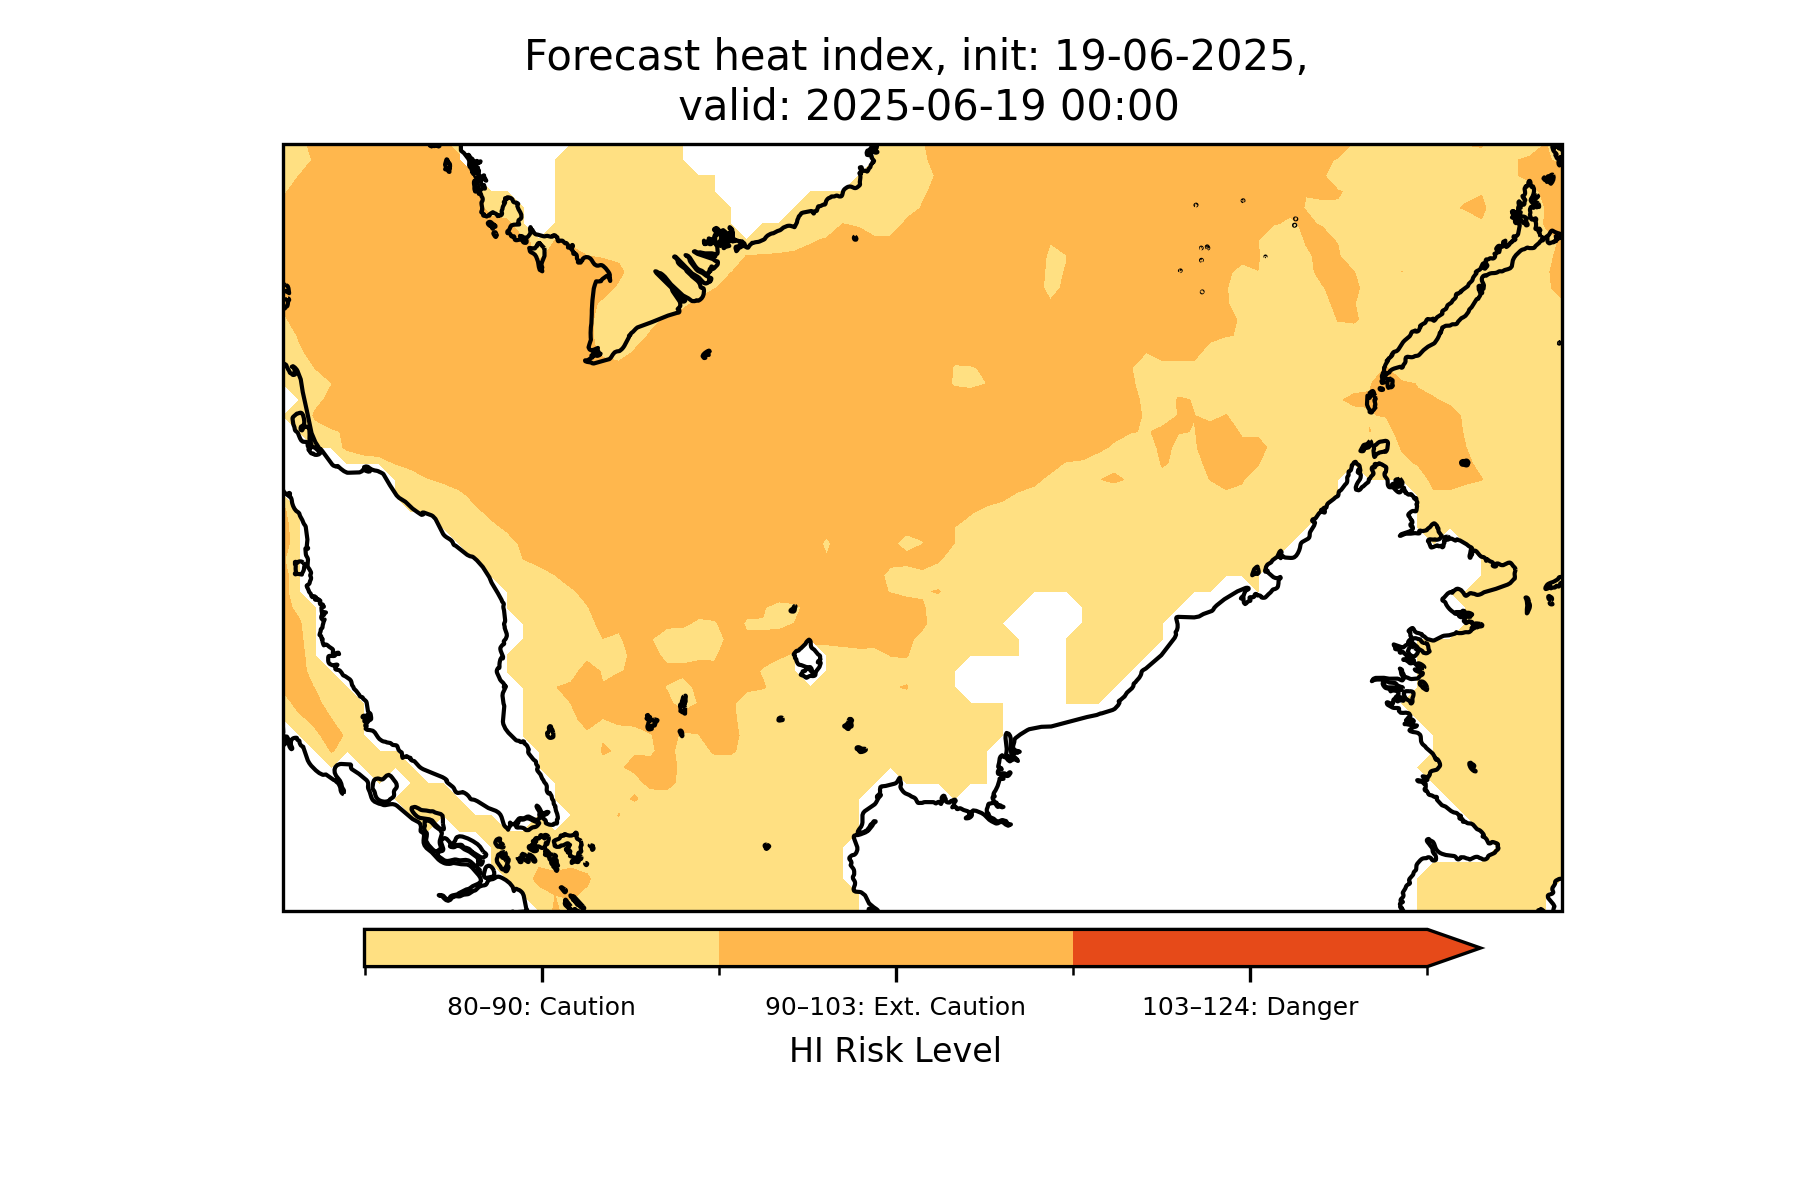 Forecast heat index, init: 19-06-2025,
valid: 2025-06-19 00:00
80–90: Caution
90–103: Ext. Caution
103–124: Danger
HI Risk Level